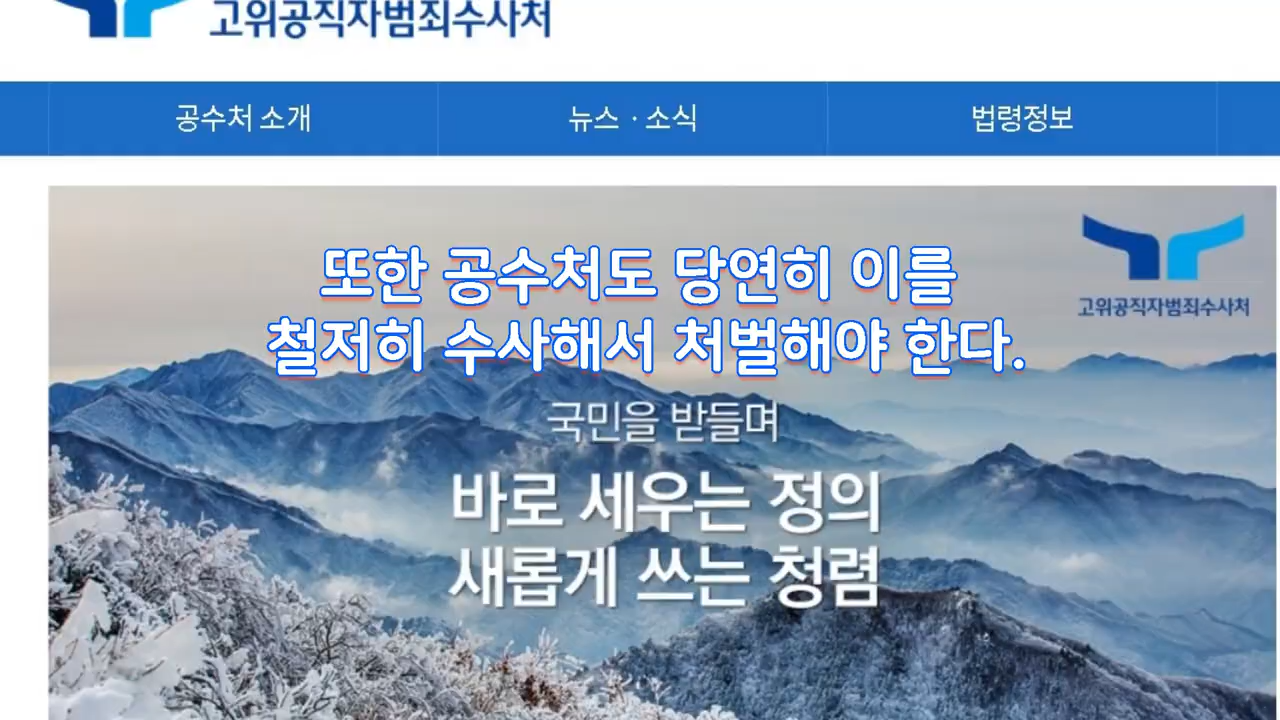 고위공직자범죄수사처
공수처 소개
뉴스 · 소식
법령정보
고위공직자범죄수사처
또한 공수처도 당연히 이를
철저히 수사해서 처벌해야 한다.
국민을 받들며
바로 세우는 정의
새롭게 쓰는 청렴